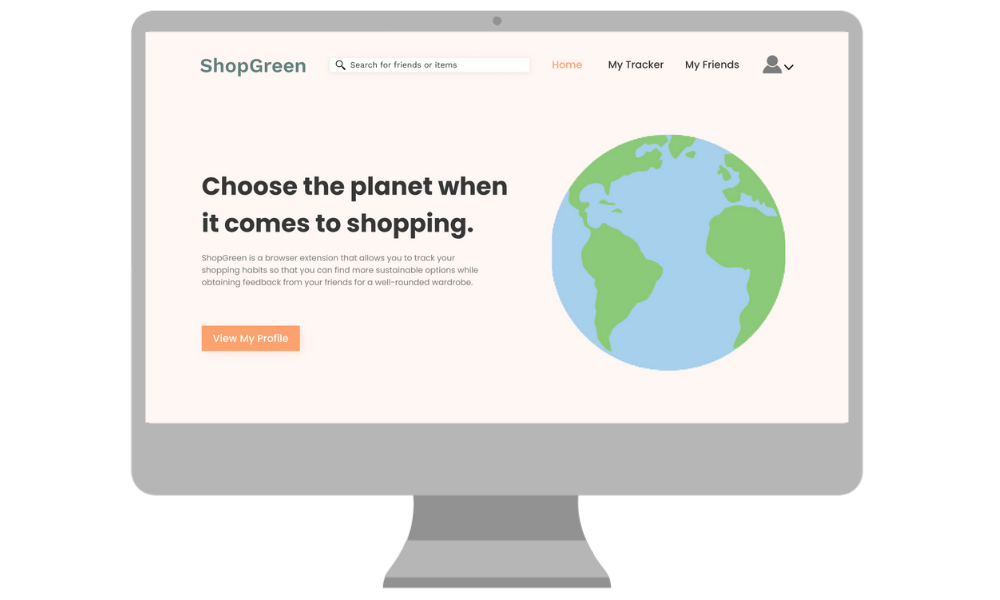 ShopGreen
Search for friends or items
Home
My Tracker
My Friends
Choose the planet when
it comes to shopping.
ShopGreen is a browser extension that allows you to track your
shopping habits so that you can find more sustainable options while
obtaining feedback from your friends for a well-rounded wardrobe.
View My Profile